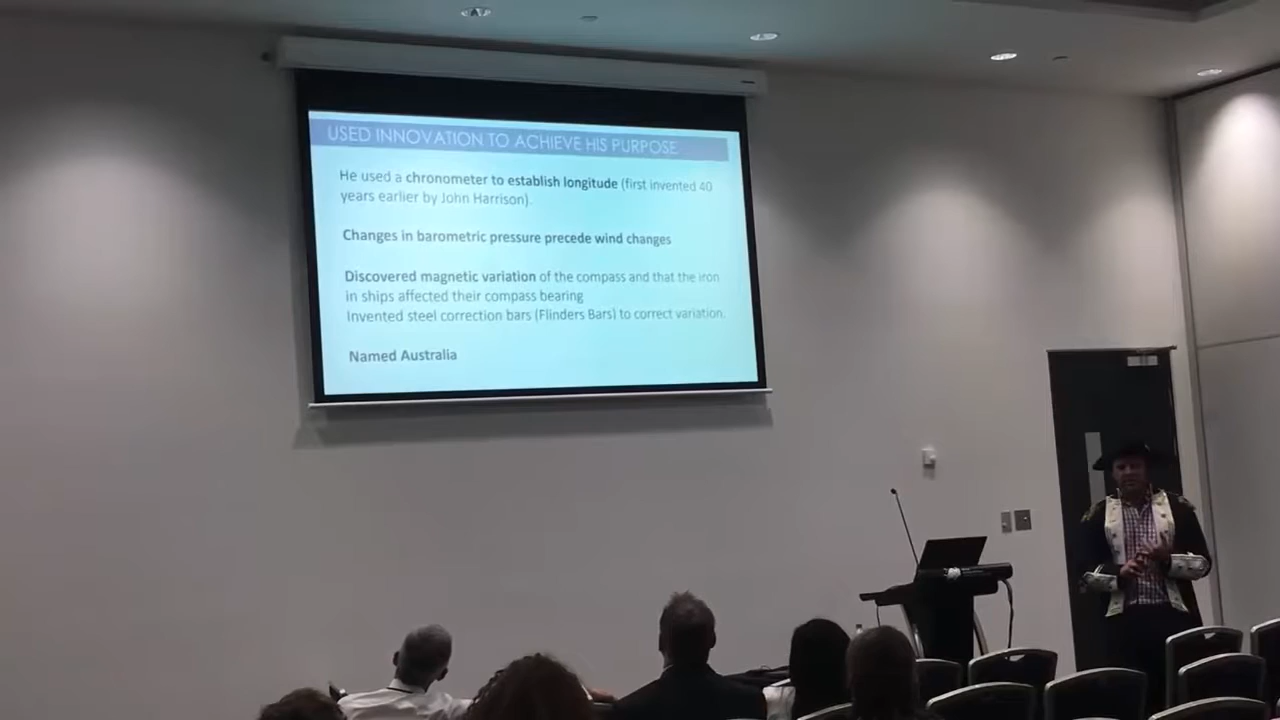 USED INNOVATION TO ACHIEVE HIS PURPOSE
He used a chronometer to establish longitude (first invented 40
years earlier by John Harrison).
Changes in barometric pressure precede wind changes
Discovered magnetic variation of the compass and that the iron
in ships affected their compass bearing
Invented steel correction bars (Flinders Bars) to correct variation.
Named Australia